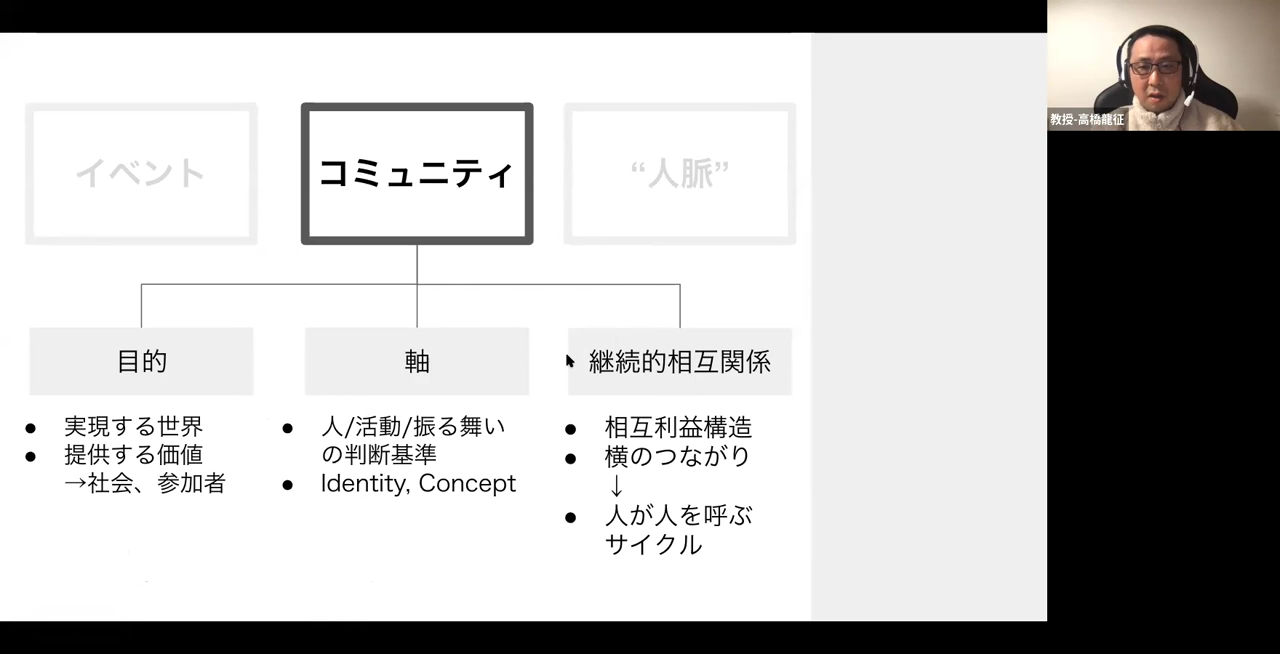 イベント
コミュニティ
“人脈”
目的
軸
継続的相互関係
● 実現する世界
● 提供する価値
→社会、参加者
● 人/活動/振る舞い
の判断基準
● Identity, Concept
● 相互利益構造
● 横のつながり
↓
● 人が人を呼ぶ
サイクル
教授-高橋龍征